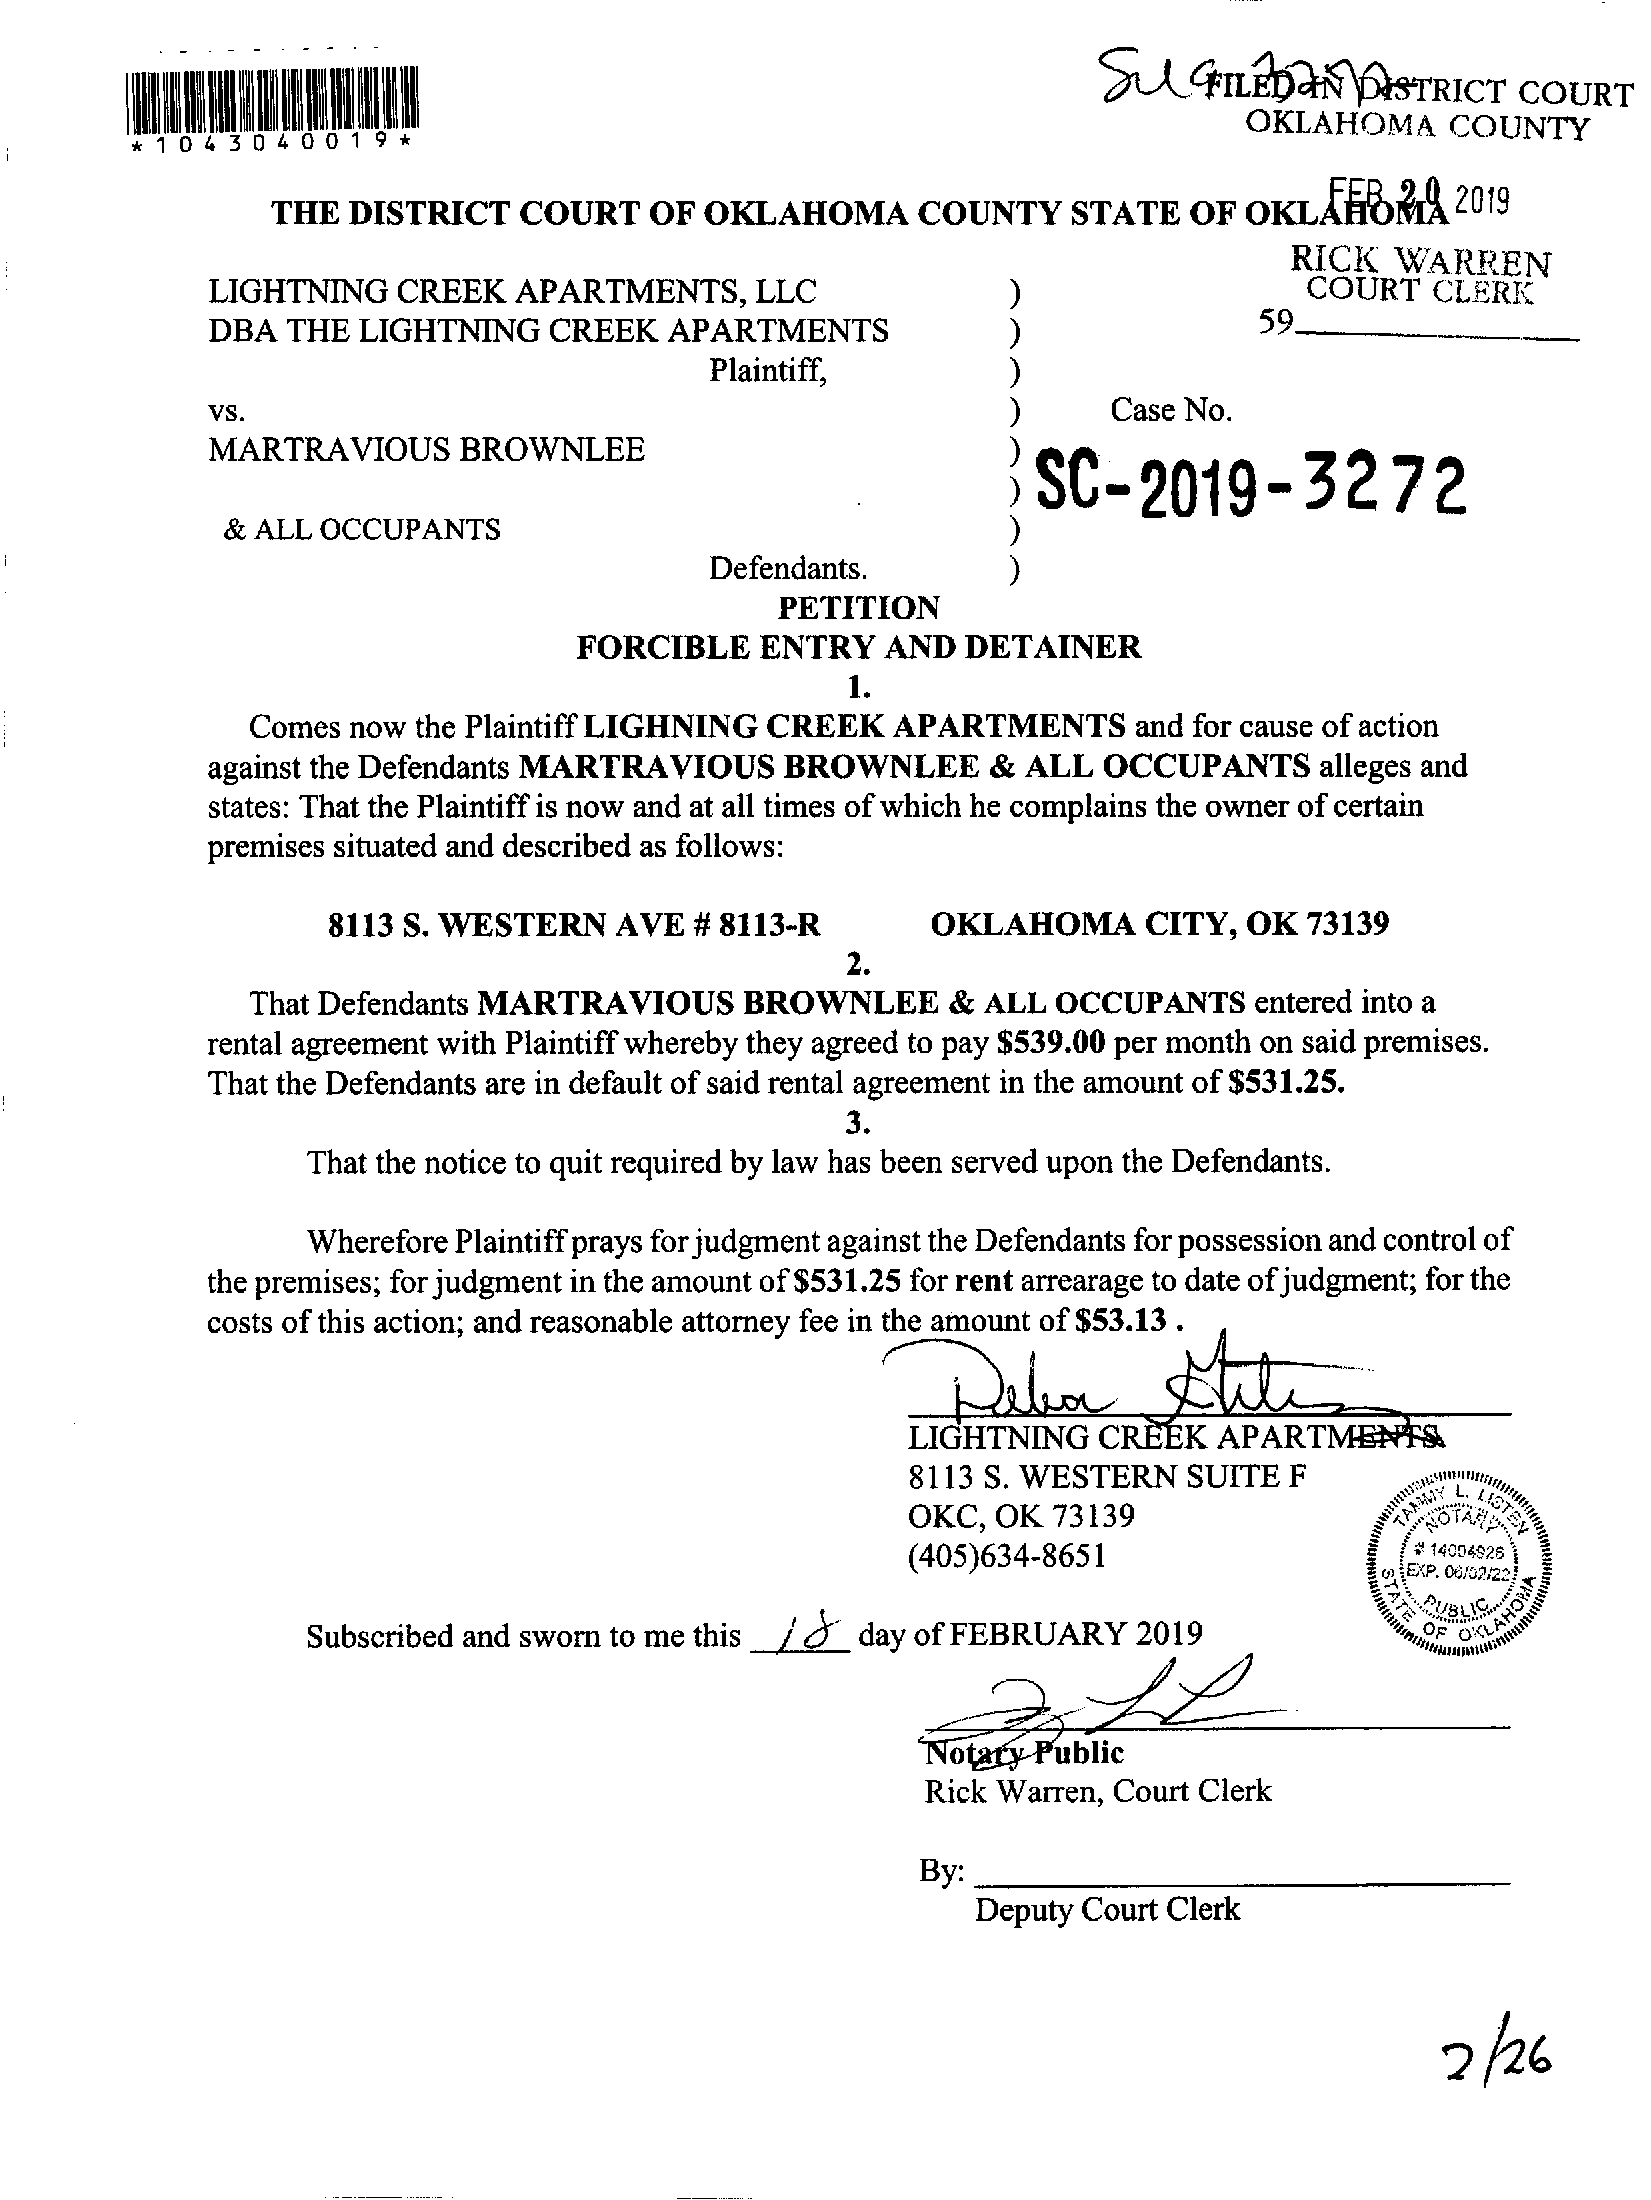 FILED IN DISTRICT COURT
OKLAHOMA COUNTY
*1043040019*
FEB 20 2019
THE DISTRICT COURT OF OKLAHOMA COUNTY STATE OF OKLAHOMA
RICK WARREN
COURT CLERK
59
LIGHTNING CREEK APARTMENTS, LLC )
DBA THE LIGHTNING CREEK APARTMENTS )
Plaintiff, )
vs. ) Case No.
MARTRAVIOUS BROWNLEE )
) SC-2019-3272
& ALL OCCUPANTS )
Defendants. )
PETITION
FORCIBLE ENTRY AND DETAINER
1.
Comes now the Plaintiff LIGHNING CREEK APARTMENTS and for cause of action
against the Defendants MARTRAVIOUS BROWNLEE & ALL OCCUPANTS alleges and
states: That the Plaintiff is now and at all times of which he complains the owner of certain
premises situated and described as follows:
8113 S. WESTERN AVE # 8113-R OKLAHOMA CITY, OK 73139
2.
That Defendants MARTRAVIOUS BROWNLEE & ALL OCCUPANTS entered into a
rental agreement with Plaintiff whereby they agreed to pay $539.00 per month on said premises.
That the Defendants are in default of said rental agreement in the amount of $531.25.
3.
That the notice to quit required by law has been served upon the Defendants.
Wherefore Plaintiff prays for judgment against the Defendants for possession and control of
the premises; for judgment in the amount of $531.25 for rent arrearage to date of judgment; for the
costs of this action; and reasonable attorney fee in the amount of $53.13 .
LIGHTNING CREEK APARTMENTS
8113 S. WESTERN SUITE F
OKC, OK 73139
(405)634-8651
TAMMY L. LISTEN
NOTARY
# 14004926
EXP. 06/02/22
PUBLIC
STATE OF OKLAHOMA
Subscribed and sworn to me this 18 day of FEBRUARY 2019
Notary Public
Rick Warren, Court Clerk
By:
Deputy Court Clerk
2/26